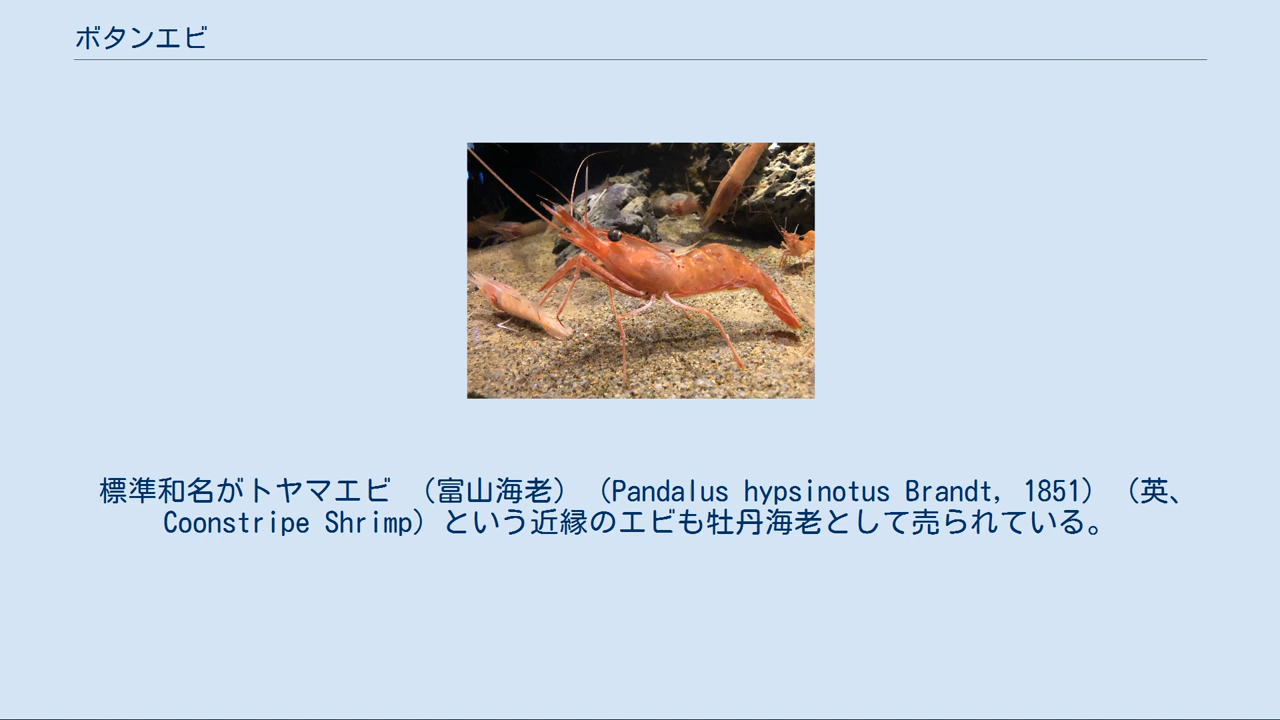 ボタンエビ
標準和名がトヤマエビ （富山海老）（Pandalus hypsinotus Brandt, 1851）（英、
Coonstripe Shrimp）という近縁のエビも牡丹海老として売られている。